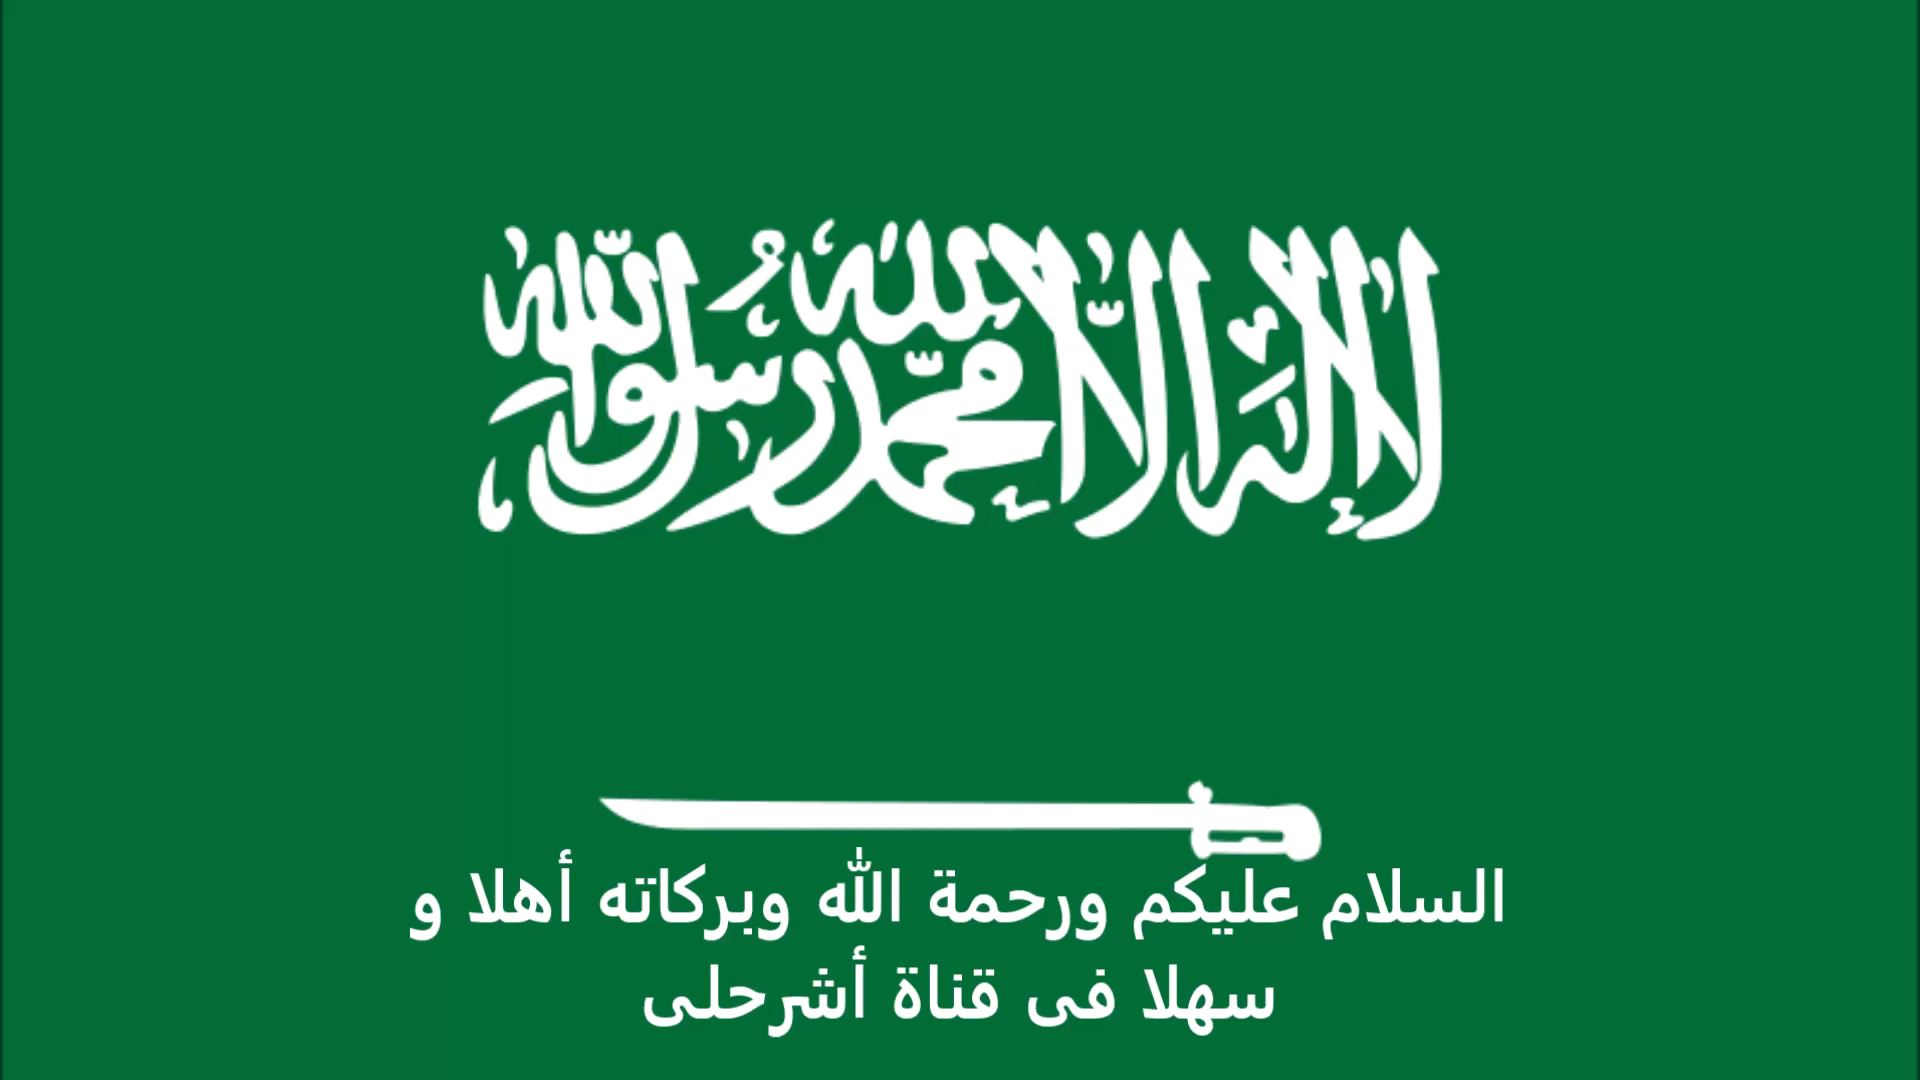 لا إله إلا الله محمد رسول الله
السلام عليكم ورحمة الله وبركاته أهلا و
سهلا فى قناة أشرحلى